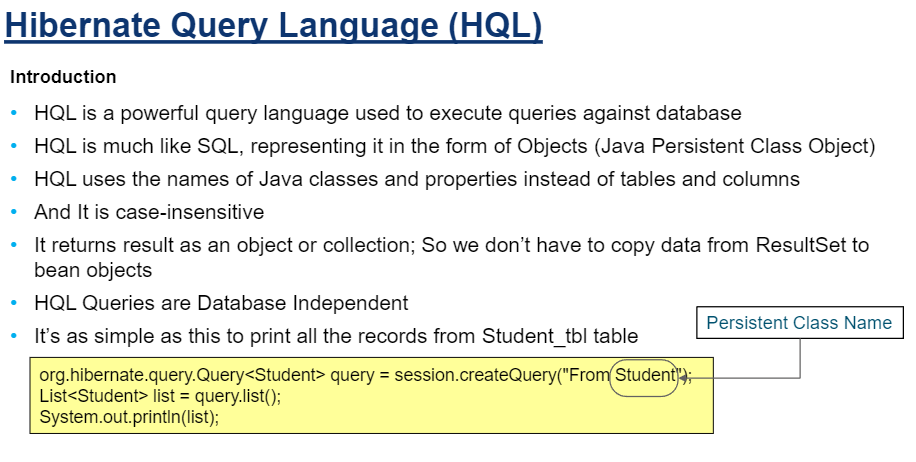 Hibernate Query Language (HQL)
Introduction
• HQL is a powerful query language used to execute queries against database
• HQL is much like SQL, representing it in the form of Objects (Java Persistent Class Object)
• HQL uses the names of Java classes and properties instead of tables and columns
• And It is case-insensitive
• It returns result as an object or collection; So we don’t have to copy data from ResultSet to
bean objects
• HQL Queries are Database Independent
• It’s as simple as this to print all the records from Student_tbl table
Persistent Class Name
org.hibernate.query.Query<Student> query = session.createQuery("From Student");
List<Student> list = query.list();
System.out.println(list);